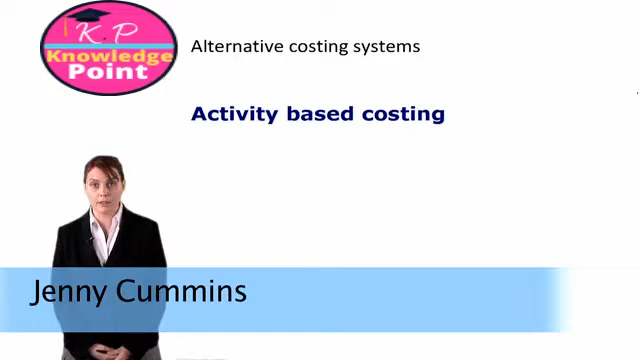 K.P
Knowledge
Point
Alternative costing systems
Activity based costing
Jenny Cummins